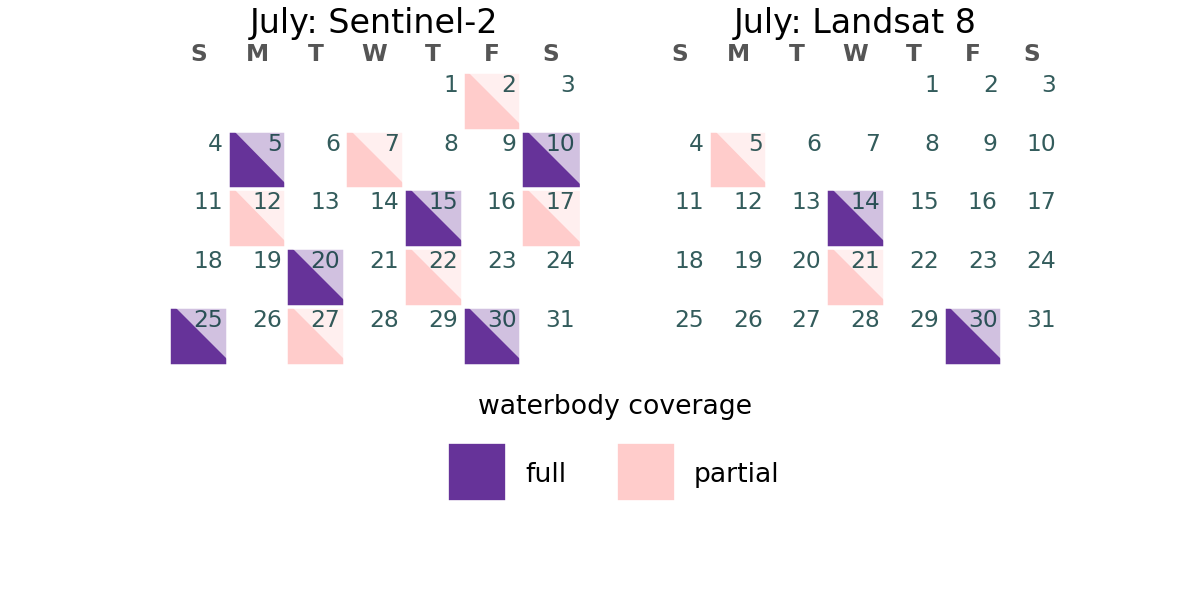 July: Sentinel-2
S M T W T F S
1 2 3
4 5 6 7 8 9 10
11 12 13 14 15 16 17
18 19 20 21 22 23 24
25 26 27 28 29 30 31
July: Landsat 8
S M T W T F S
1 2 3
4 5 6 7 8 9 10
11 12 13 14 15 16 17
18 19 20 21 22 23 24
25 26 27 28 29 30 31
waterbody coverage
full partial